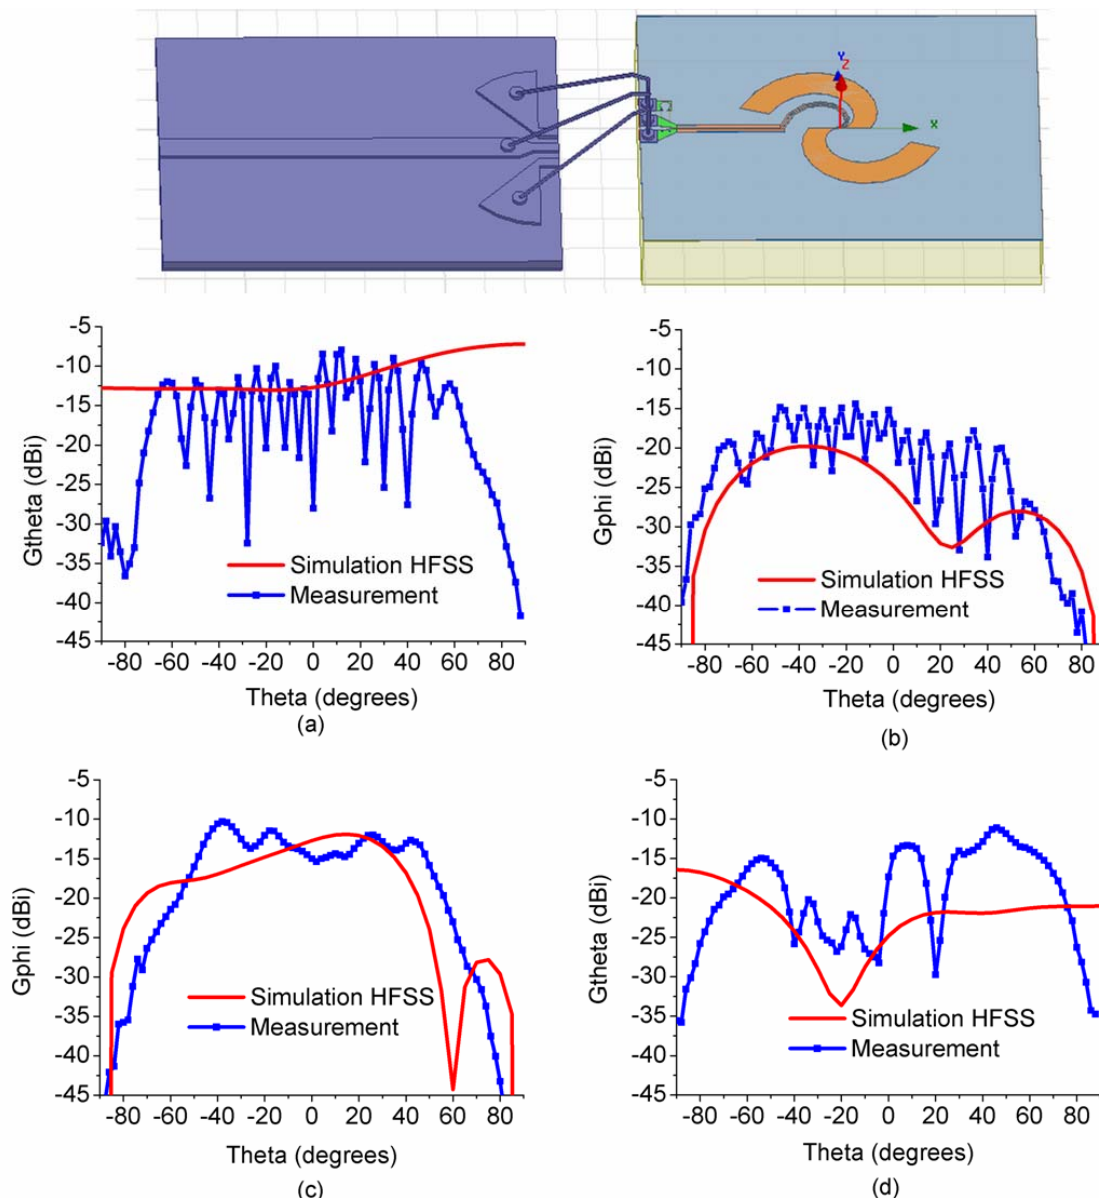 Y
Z
X
-5
-10
-15
-20
-25
-30
-35
-40
-45
Gtheta (dBi)
Simulation HFSS
Measurement
-80 -60 -40 -20 0 20 40 60 80
Theta (degrees)
(a)
-5
-10
-15
-20
-25
-30
-35
-40
-45
Gphi (dBi)
Simulation HFSS
Measurement
-80 -60 -40 -20 0 20 40 60 80
Theta (degrees)
(b)
-5
-10
-15
-20
-25
-30
-35
-40
-45
Gphi (dBi)
Simulation HFSS
Measurement
-80 -60 -40 -20 0 20 40 60 80
Theta (degrees)
(c)
-5
-10
-15
-20
-25
-30
-35
-40
-45
Gtheta (dBi)
Simulation HFSS
Measurement
-80 -60 -40 -20 0 20 40 60 80
Theta (degrees)
(d)